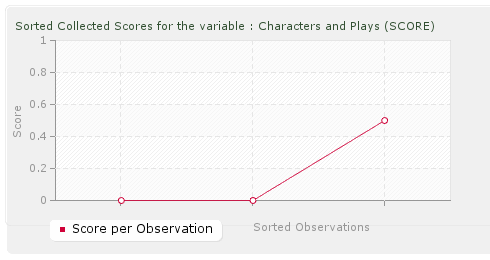 Sorted Collected Scores for the variable : Characters and Plays (SCORE)
1
0.8
0.6
0.4
0.2
0
Score
Sorted Observations
Score per Observation